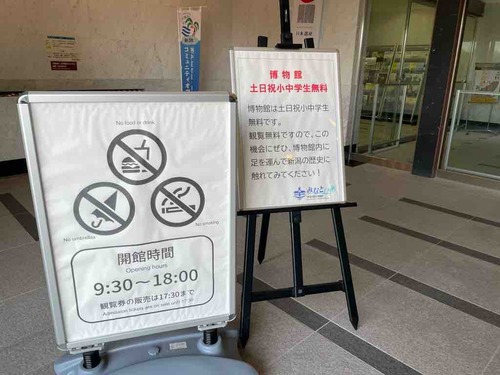 No food or drink.
No umbrellas
No smoking.
開館時間
Opening hours
9:30～18:00
観覧券の販売は17:30まで
Admission tickets are on sale until 17:30
博物館
土日祝小中学生無料
博物館は土日祝小中学生
無料です。
観覧無料ですので、この
機会にぜひ、博物館内に
足を運んで新潟の歴史に
触れてみてください！
みなとぴあ